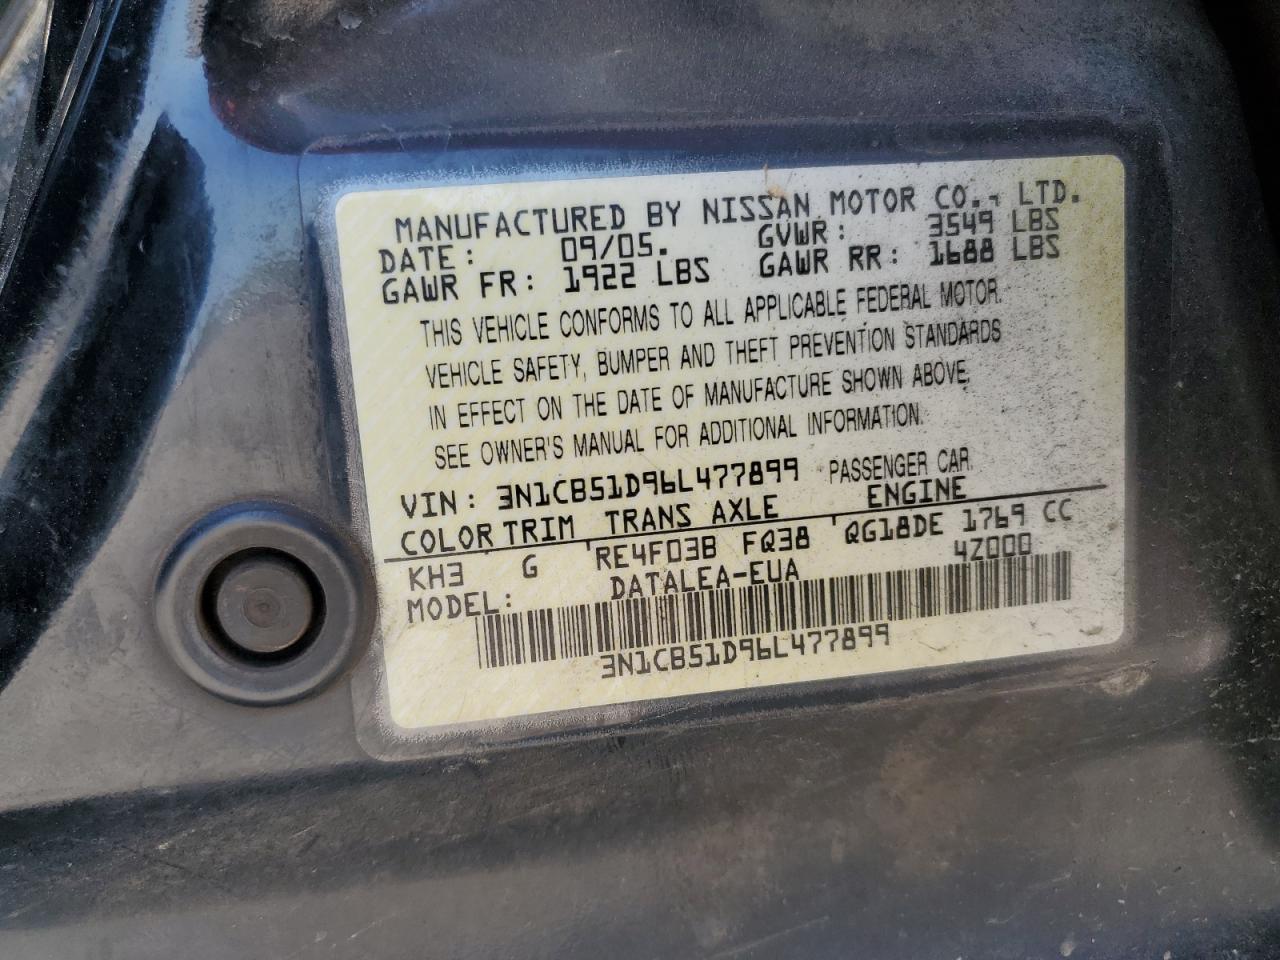 MANUFACTURED BY NISSAN MOTOR CO., LTD.
DATE: 09/05. GVWR: 3549 LBS
GAWR FR: 1922 LBS GAWR RR: 1688 LBS
THIS VEHICLE CONFORMS TO ALL APPLICABLE FEDERAL MOTOR
VEHICLE SAFETY, BUMPER AND THEFT PREVENTION STANDARDS
IN EFFECT ON THE DATE OF MANUFACTURE SHOWN ABOVE.
SEE OWNER'S MANUAL FOR ADDITIONAL INFORMATION.
VIN: 3N1CB51D96L477899 PASSENGER CAR
COLOR TRIM TRANS AXLE ENGINE
KH3 G RE4F03B FQ38 QG18DE 1769 CC
MODEL: DATALEA-EUA 4Z000
3N1CB51D96L477899